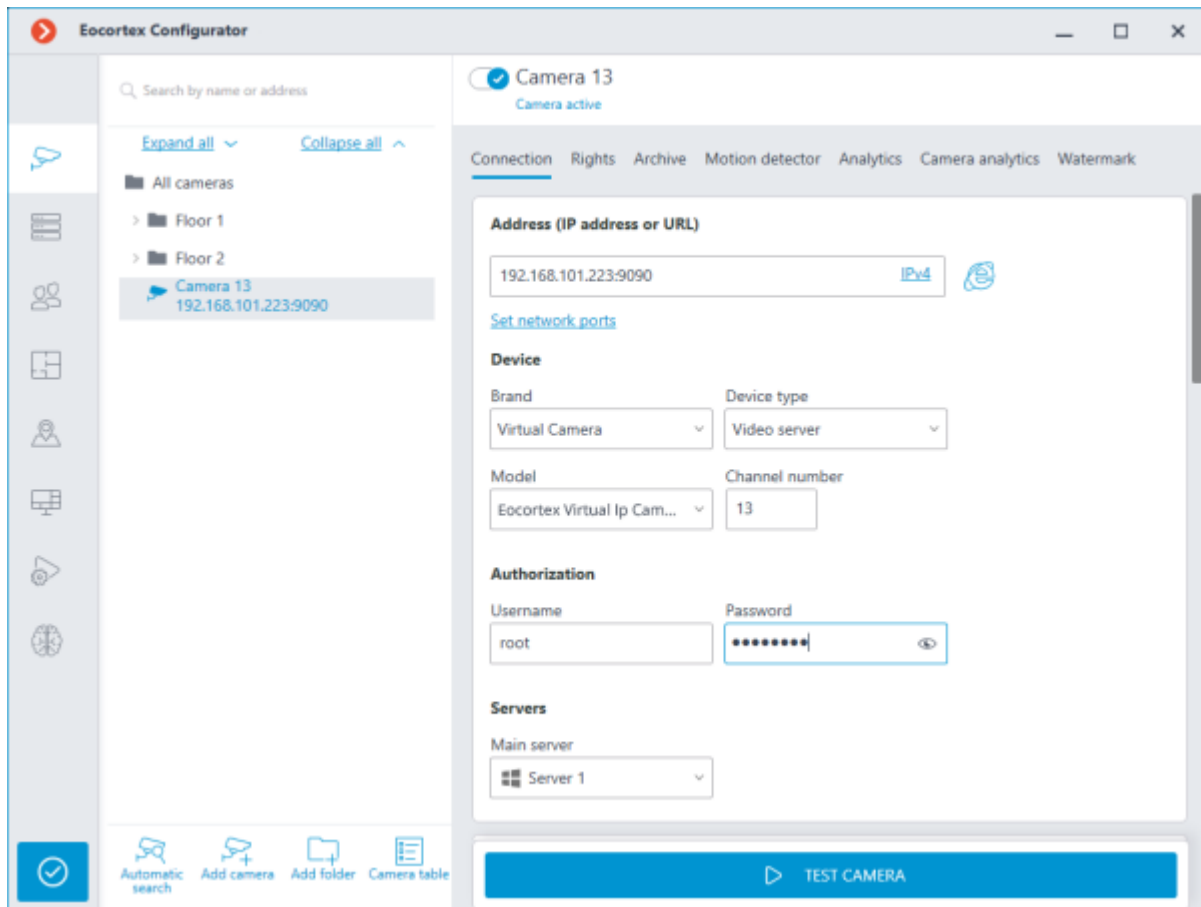 Eocortex Configurator
Search by name or address
Expand all
Collapse all
All cameras
Floor 1
Floor 2
Camera 13
192.168.101.223:9090
Automatic search
Add camera
Add folder
Camera table
Camera 13
Camera active
Connection Rights Archive Motion detector Analytics Camera analytics Watermark
Address (IP address or URL)
192.168.101.223:9090 IPv4
Set network ports
Device
Brand
Device type
Virtual Camera
Video server
Model
Channel number
Eocortex Virtual Ip Cam...
13
Authorization
Username
Password
root
••••••••
Servers
Main server
Server 1
TEST CAMERA